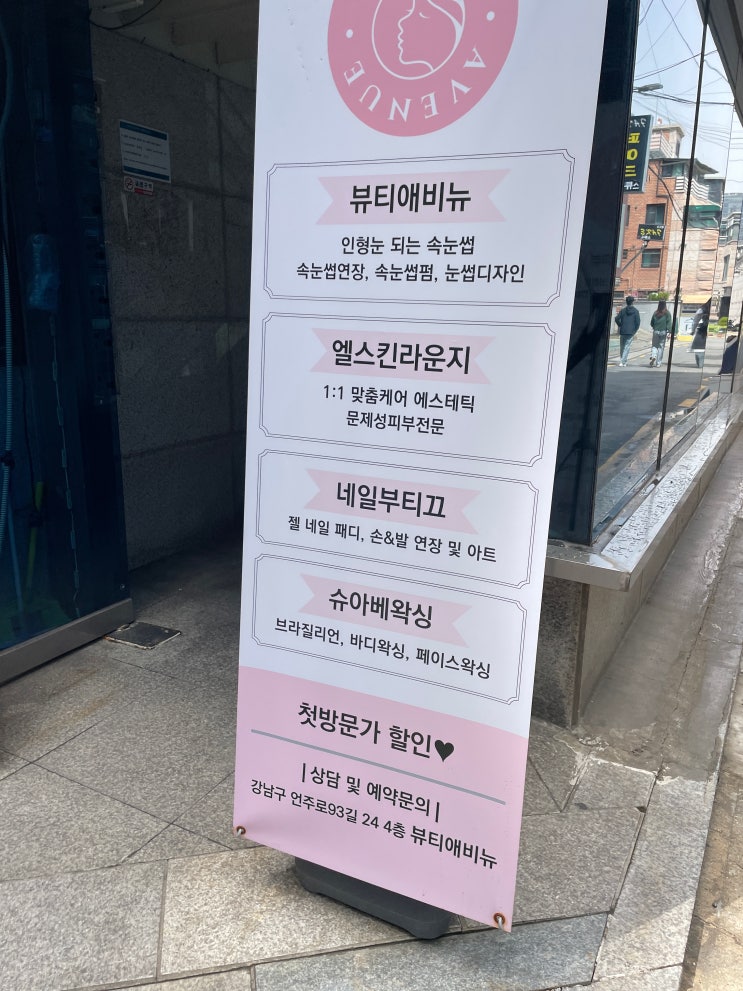 AVENUE
뷰티애비뉴
인형눈 되는 속눈썹
속눈썹연장, 속눈썹펌, 눈썹디자인
엘스킨라운지
1:1 맞춤케어 에스테틱
문제성피부전문
네일부티끄
젤 네일 패디, 손&발 연장 및 아트
슈아베왁싱
브라질리언, 바디왁싱, 페이스왁싱
첫방문가 할인♥
|상담 및 예약문의|
강남구 언주로93길 24 4층 뷰티애비뉴